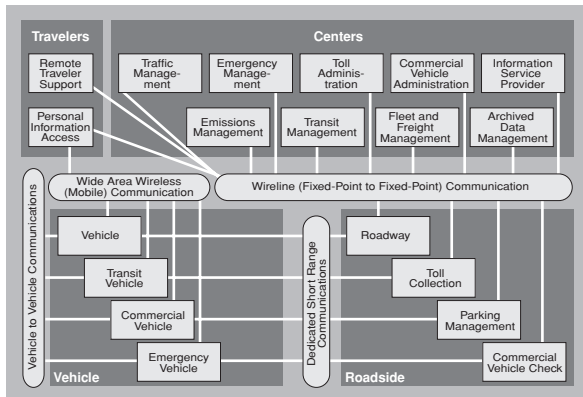 Travelers
Centers
Remote
Traveler
Support
Traffic
Manage-
ment
Emergency
Manage-
ment
Toll
Adminis-
tration
Commercial
Vehicle
Administration
Information
Service
Provider
Personal
Information
Access
Emissions
Management
Transit
Management
Fleet and
Freight
Management
Archived
Data
Management
Wide Area Wireless
(Mobile) Communication
Wireline (Fixed-Point to Fixed-Point) Communication
Vehicle to Vehicle Communications
Vehicle
Transit
Vehicle
Commercial
Vehicle
Emergency
Vehicle
Vehicle
Dedicated Short Range
Communications
Roadway
Toll
Collection
Parking
Management
Commercial
Vehicle Check
Roadside